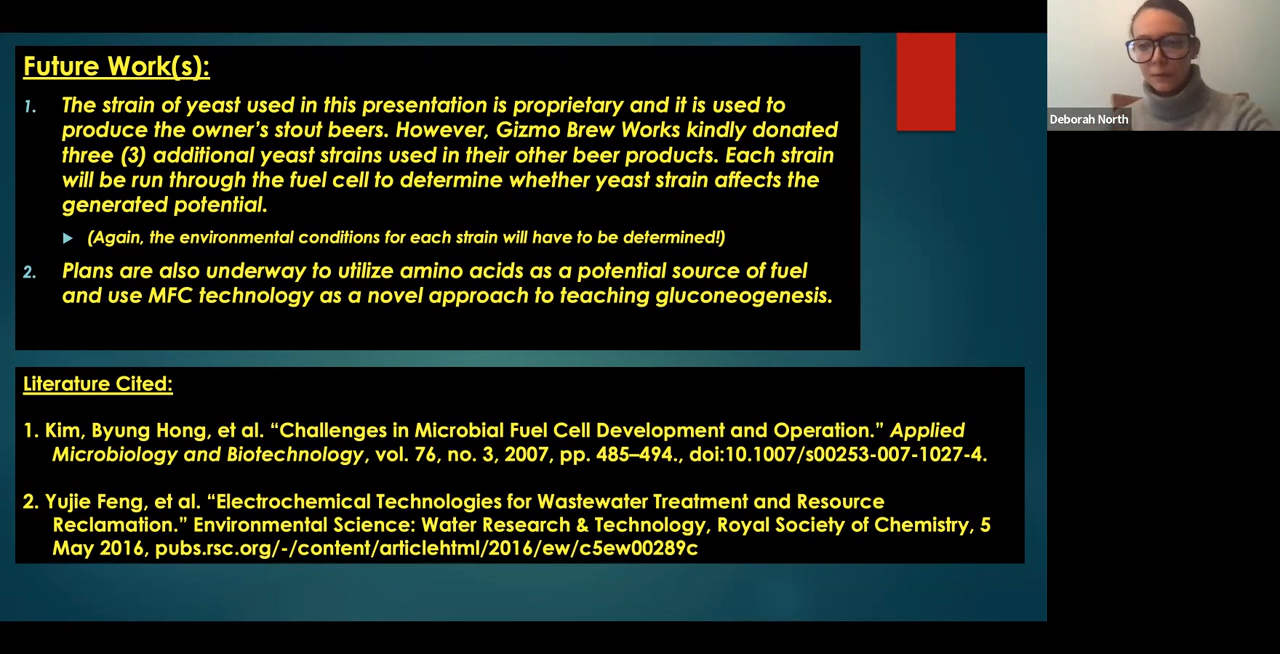 Future Work(s):
1. The strain of yeast used in this presentation is proprietary and it is used to
produce the owner's stout beers. However, Gizmo Brew Works kindly donated
three (3) additional yeast strains used in their other beer products. Each strain
will be run through the fuel cell to determine whether yeast strain affects the
generated potential.
(Again, the environmental conditions for each strain will have to be determined!)
2. Plans are also underway to utilize amino acids as a potential source of fuel
and use MFC technology as a novel approach to teaching gluconeogenesis.
Literature Cited:
1. Kim, Byung Hong, et al. “Challenges in Microbial Fuel Cell Development and Operation.” Applied
Microbiology and Biotechnology, vol. 76, no. 3, 2007, pp. 485–494., doi:10.1007/s00253-007-1027-4.
2. Yujie Feng, et al. “Electrochemical Technologies for Wastewater Treatment and Resource
Reclamation.” Environmental Science: Water Research & Technology, Royal Society of Chemistry, 5
May 2016, pubs.rsc.org/-/content/articlehtml/2016/ew/c5ew00289c
Deborah North